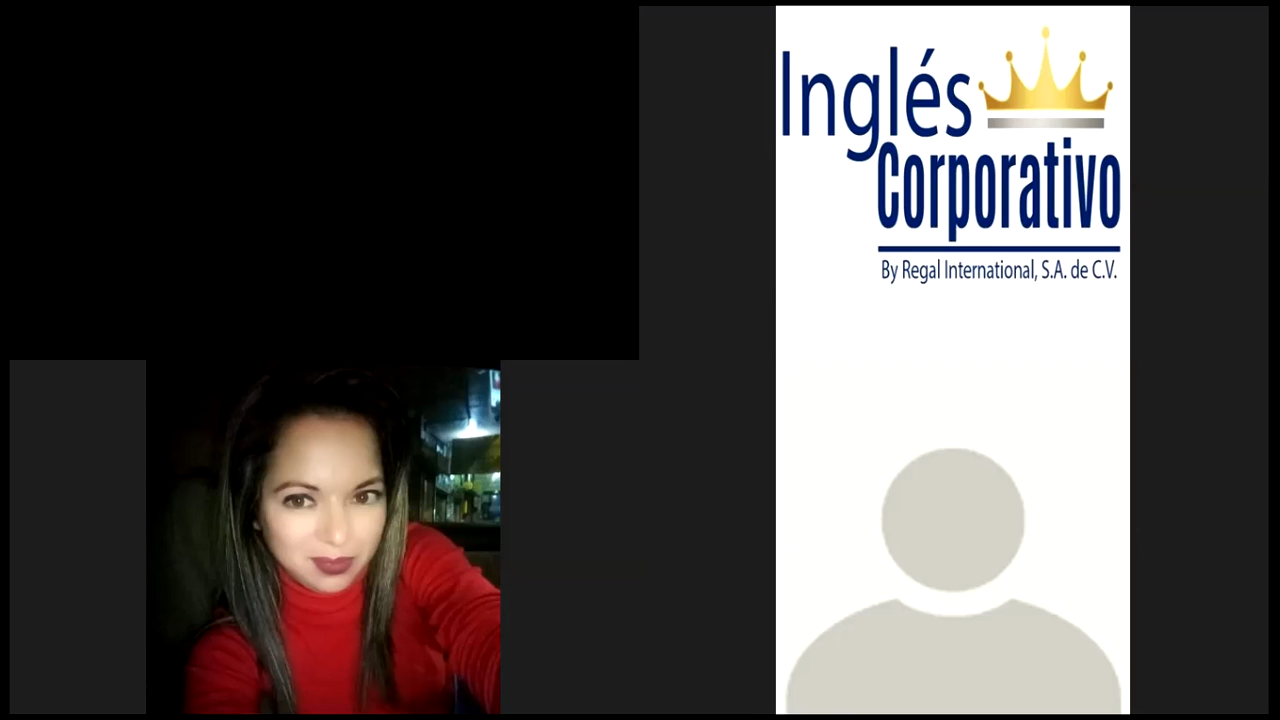 Inglés
Corporativo
By Regal International, S.A. de C.V.